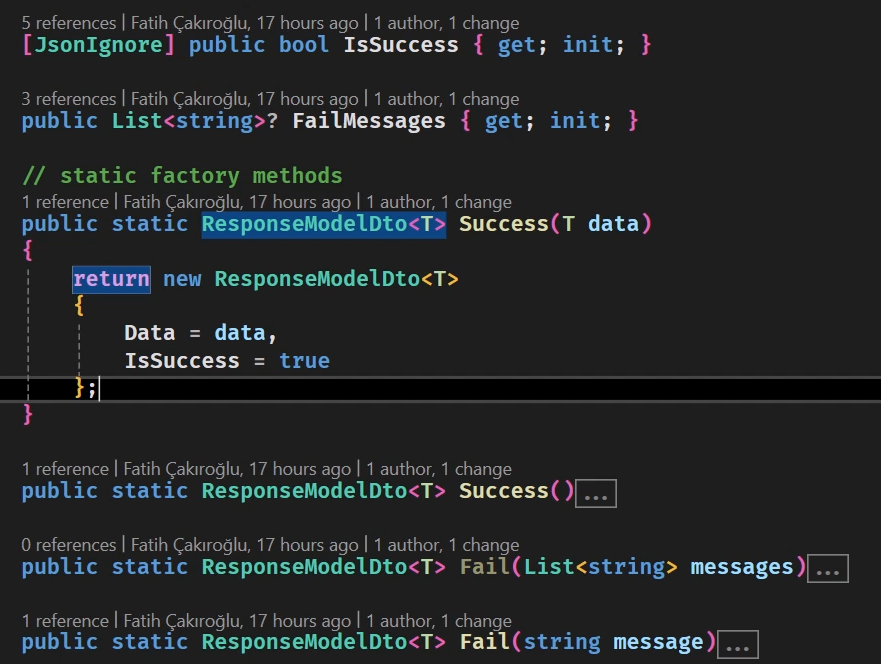 5 references | Fatih Çakıroğlu, 17 hours ago | 1 author, 1 change
[JsonIgnore] public bool IsSuccess { get; init; }
3 references | Fatih Çakıroğlu, 17 hours ago | 1 author, 1 change
public List<string>? FailMessages { get; init; }
// static factory methods
1 reference | Fatih Çakıroğlu, 17 hours ago | 1 author, 1 change
public static ResponseModelDto<T> Success(T data)
{
return new ResponseModelDto<T>
{
Data = data,
IsSuccess = true
};
}
1 reference | Fatih Çakıroğlu, 17 hours ago | 1 author, 1 change
public static ResponseModelDto<T> Success()...
0 references | Fatih Çakıroğlu, 17 hours ago | 1 author, 1 change
public static ResponseModelDto<T> Fail(List<string> messages)...
1 reference | Fatih Çakıroğlu, 17 hours ago | 1 author, 1 change
public static ResponseModelDto<T> Fail(string message)...